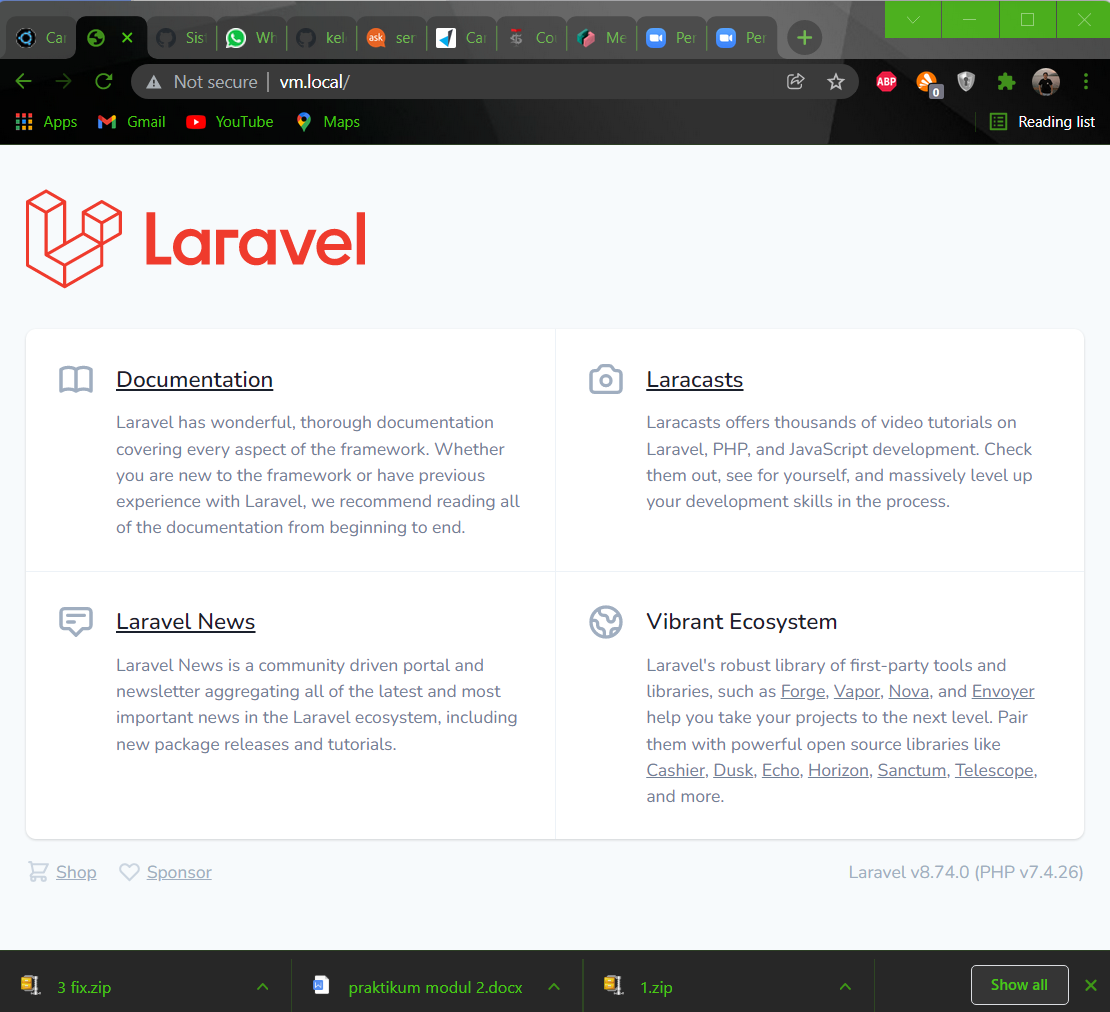 Ca
Sis
Wh
kel
ser
Ca
Co
Me
Per
Per
Not secure
vm.local/
ABP
0
Apps
Gmail
YouTube
Maps
Reading list
Laravel
Documentation
Laravel has wonderful, thorough documentation
covering every aspect of the framework. Whether
you are new to the framework or have previous
experience with Laravel, we recommend reading all
of the documentation from beginning to end.
Laracasts
Laracasts offers thousands of video tutorials on
Laravel, PHP, and JavaScript development. Check
them out, see for yourself, and massively level up
your development skills in the process.
Laravel News
Laravel News is a community driven portal and
newsletter aggregating all of the latest and most
important news in the Laravel ecosystem, including
new package releases and tutorials.
Vibrant Ecosystem
Laravel's robust library of first-party tools and
libraries, such as Forge, Vapor, Nova, and Envoyer
help you take your projects to the next level. Pair
them with powerful open source libraries like
Cashier, Dusk, Echo, Horizon, Sanctum, Telescope,
and more.
Shop
Sponsor
Laravel v8.74.0 (PHP v7.4.26)
3 fix.zip
praktikum modul 2.docx
1.zip
Show all